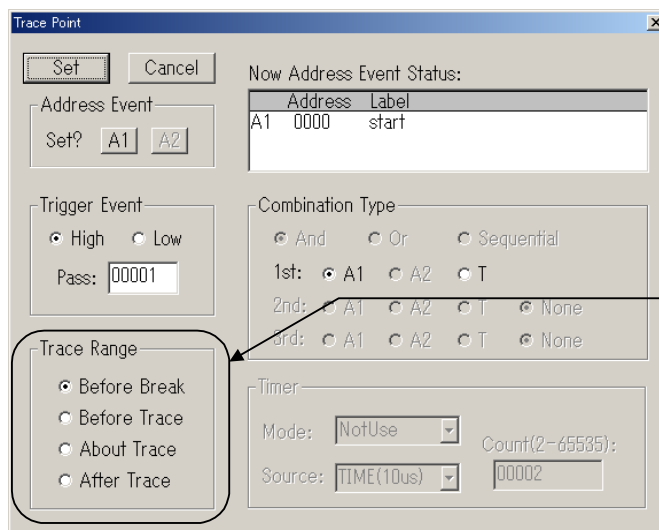 Trace Point
Set Cancel
Now Address Event Status:
Address Label
A1 0000 start
Address Event
Set? A1 A2
Trigger Event
High Low
Pass: 00001
Combination Type
And Or Sequential
1st: A1 A2 T
2nd: A1 A2 T None
3rd: A1 A2 T None
Trace Range
Before Break
Before Trace
About Trace
After Trace
Timer
Mode: NotUse
Count(2-65535):
Source: TIME(10us) 00002